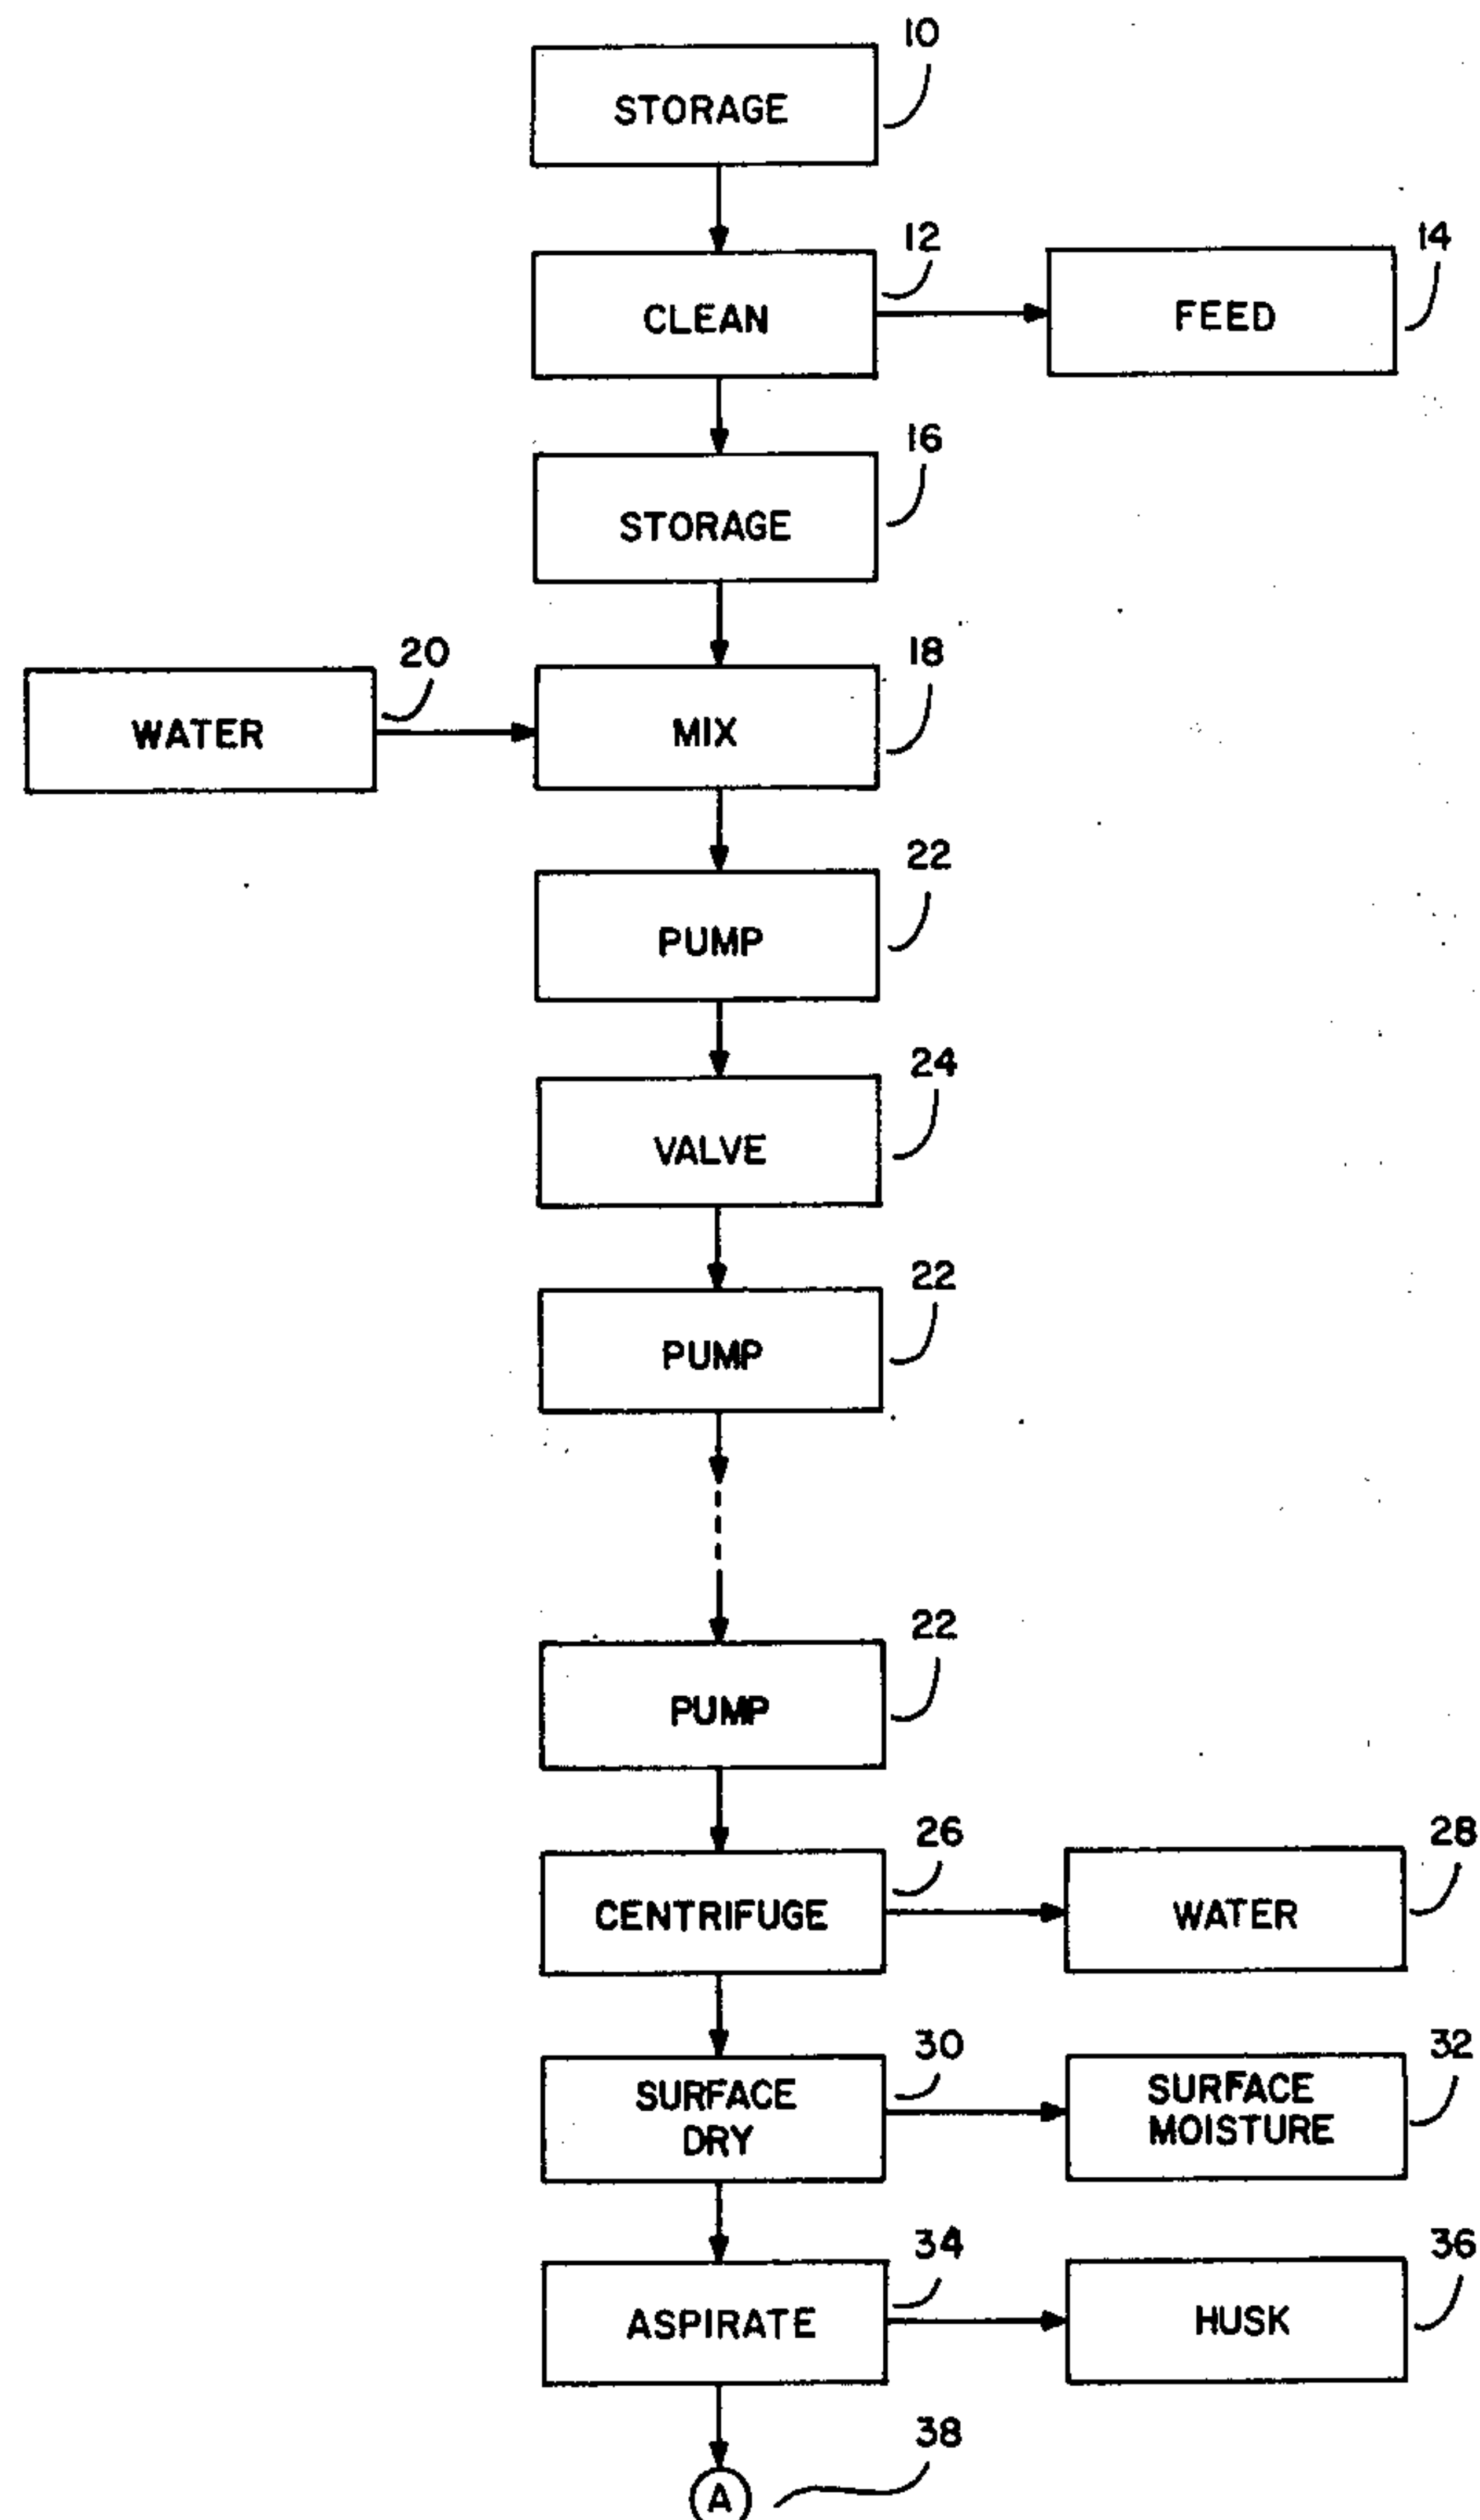 10
STORAGE
12
14
CLEAN
FEED
16
STORAGE
20
18
WATER
MIX
22
PUMP
24
VALVE
22
PUMP
22
PUMP
26
28
CENTRIFUGE
WATER
30
32
SURFACE
DRY
SURFACE
MOISTURE
34
36
ASPIRATE
HUSK
38
A